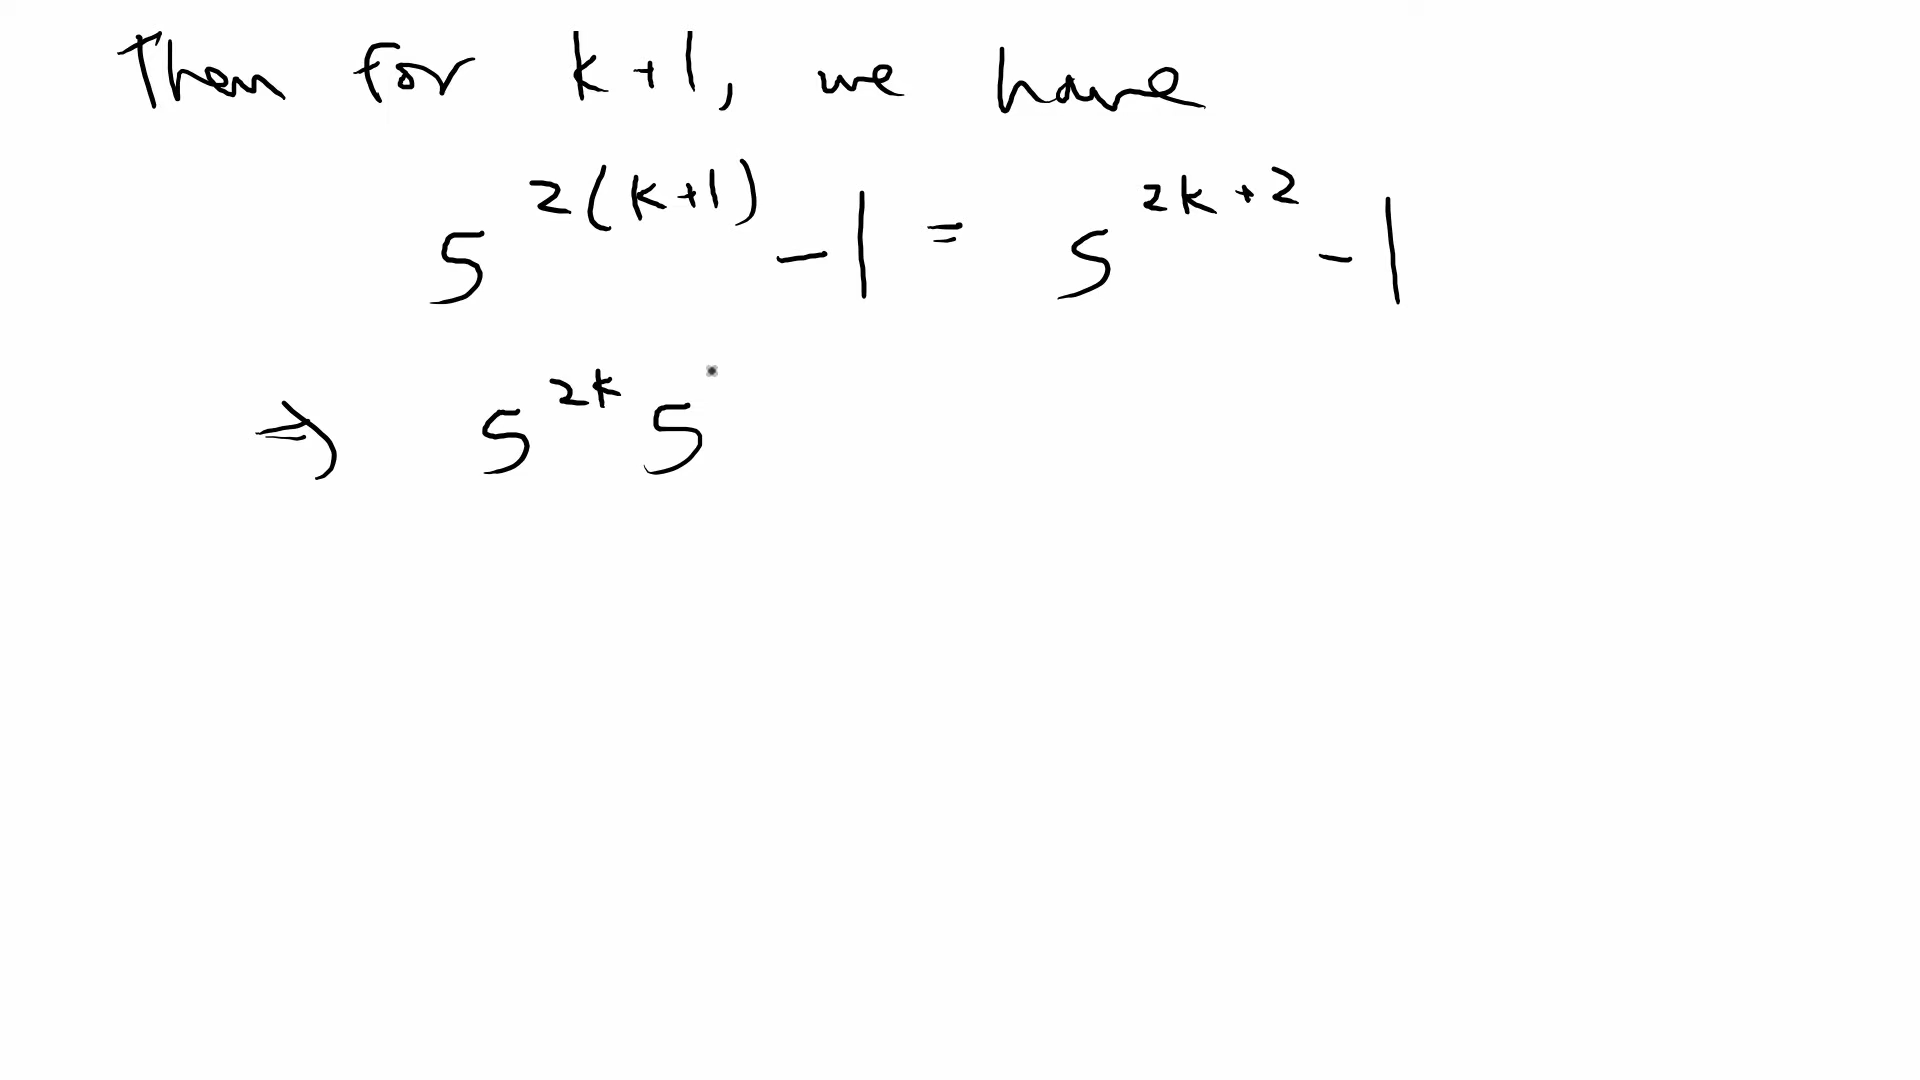 Then for k+1, we have
5^{2(k+1)} - 1 = 5^{2k+2} - 1
⇒ 5^{2k} 5